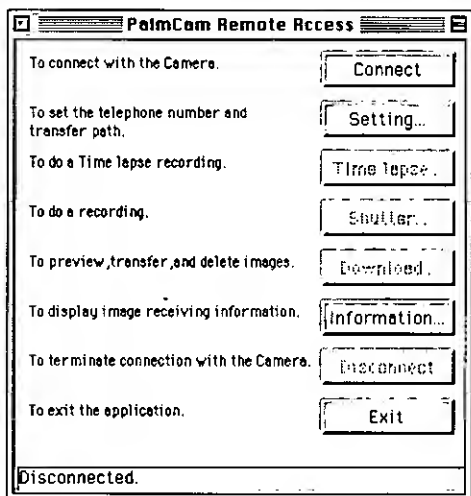 PalmCam Remote Access
To connect with the Camera.
Connect
To set the telephone number and
transfer path.
Setting...
To do a Time lapse recording.
Time lapse..
To do a recording.
Shutter..
To preview,transfer,and delete images.
Download..
To display image receiving information.
Information...
To terminate connection with the Camera.
Disconnect
To exit the application.
Exit
Disconnected.